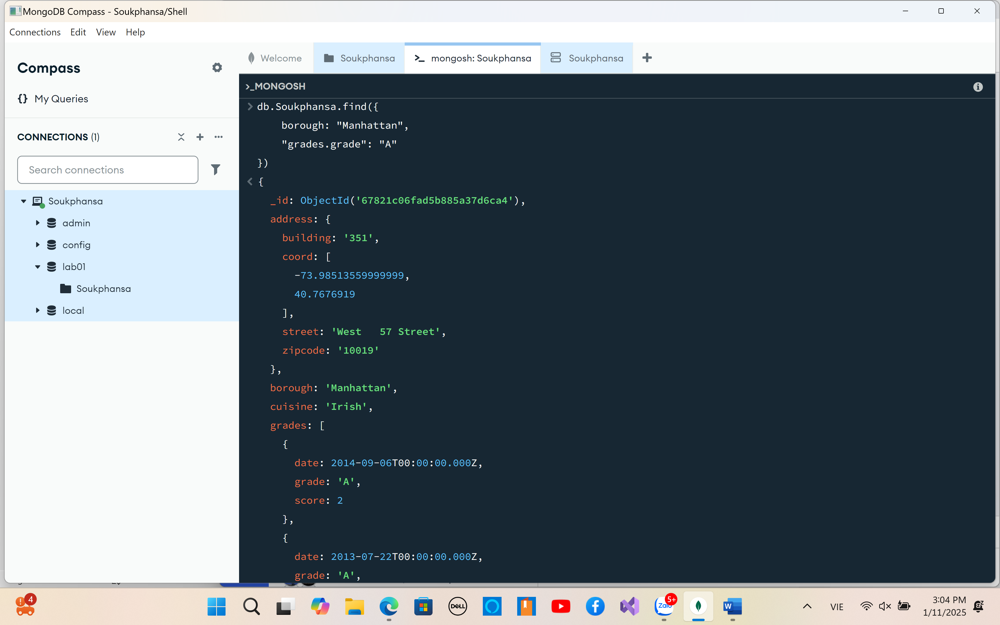 MongoDB Compass - Soukphansa/Shell
Connections Edit View Help
Compass
My Queries
CONNECTIONS (1)
Search connections
Soukphansa
admin
config
lab01
Soukphansa
local
Welcome
Soukphansa
mongosh: Soukphansa
Soukphansa
>_MONGOSH
> db.Soukphansa.find({
borough: "Manhattan",
"grades.grade": "A"
})
< {
_id: ObjectId('67821c06fad5b885a37d6ca4'),
address: {
building: '351',
coord: [
-73.98513559999999,
40.7676919
],
street: 'West   57 Street',
zipcode: '10019'
},
borough: 'Manhattan',
cuisine: 'Irish',
grades: [
{
date: 2014-09-06T00:00:00.000Z,
grade: 'A',
score: 2
},
{
date: 2013-07-22T00:00:00.000Z,
grade: 'A',
4
DELL
Zalo
5+
W
VIE
3:04 PM
1/11/2025